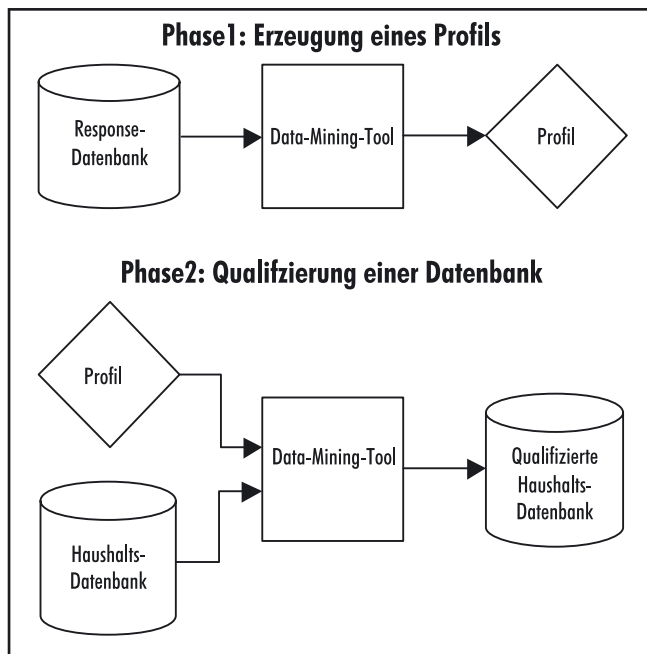 Phase1: Erzeugung eines Profils
Response-
Datenbank
Data-Mining-Tool
Profil
Phase2: Qualifzierung einer Datenbank
Profil
Data-Mining-Tool
Qualifizierte
Haushalts-
Datenbank
Haushalts-
Datenbank